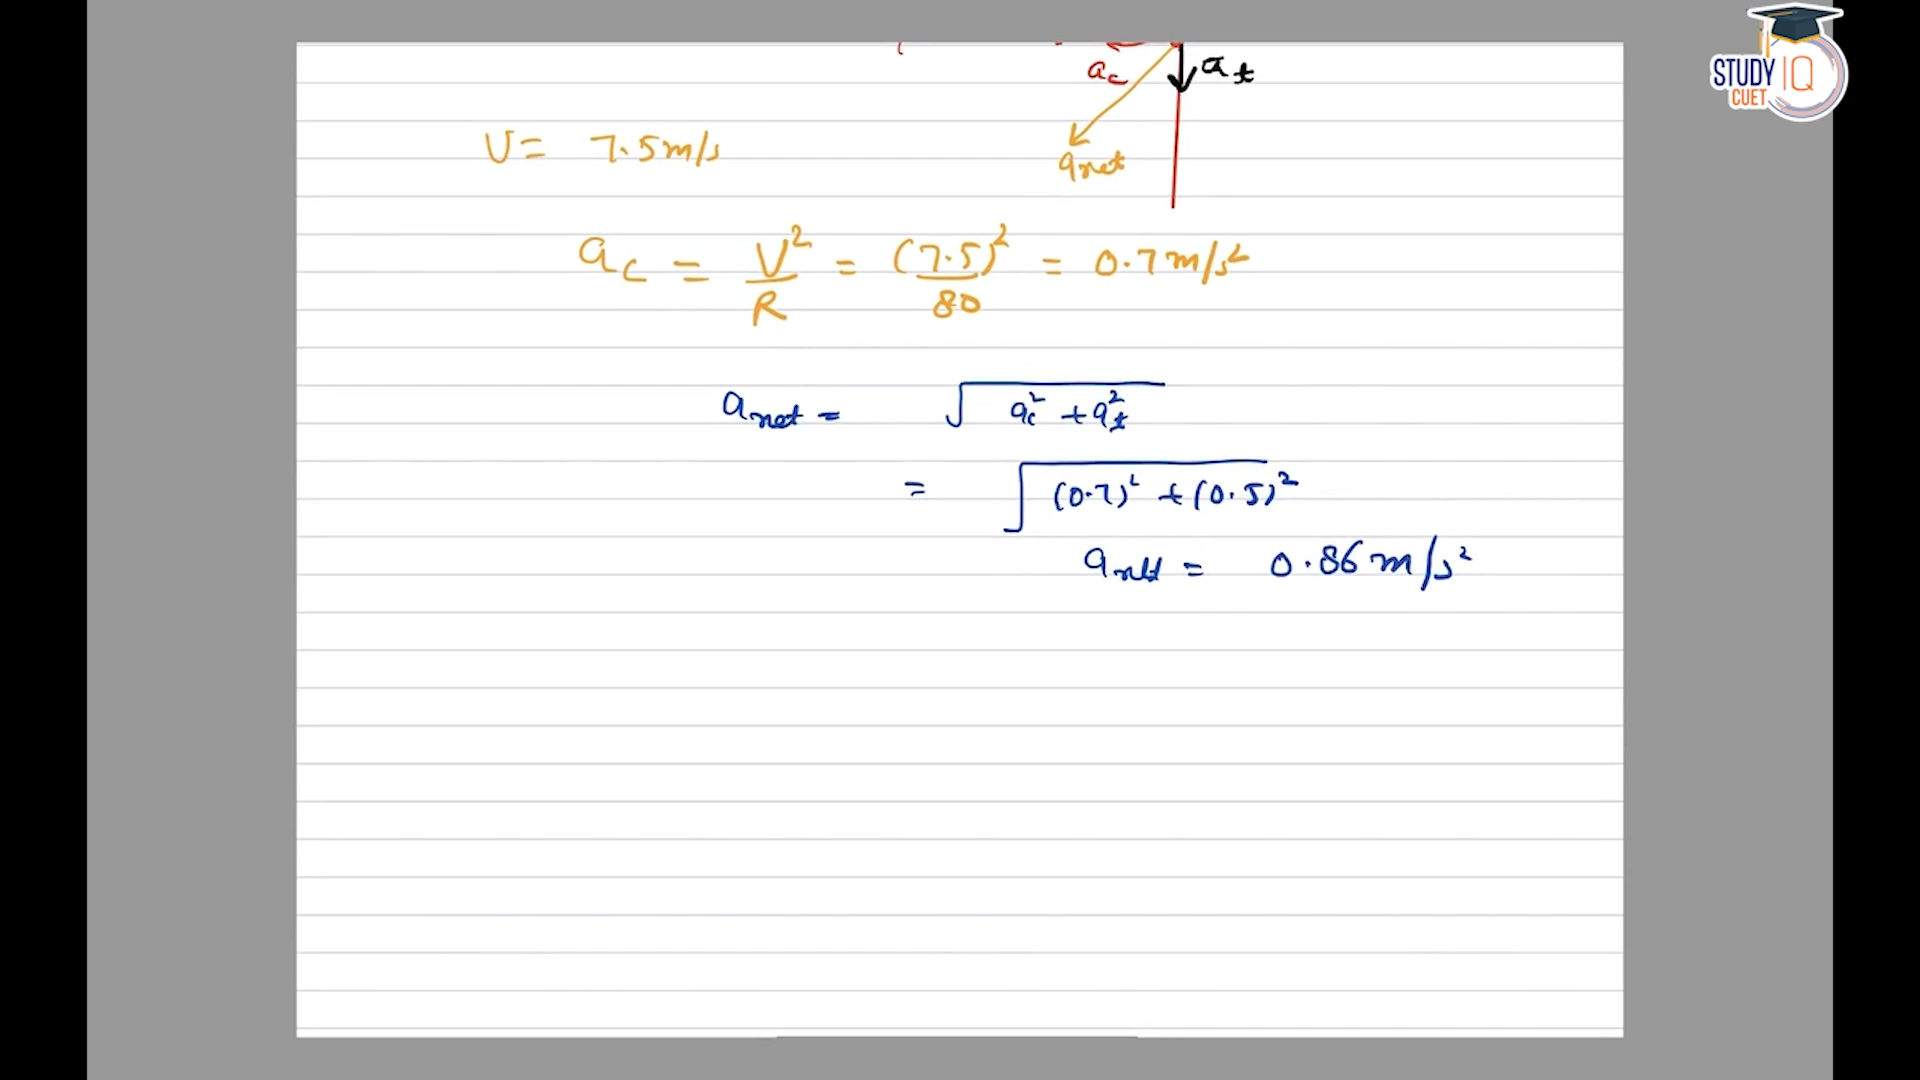 STUDY IQ
CUET
a_c a_t
V = 7.5 m/s
a_net
a_c = V²/R = (7.5)²/80 = 0.7 m/s²
a_net = √(a_c² + a_t²)
= √((0.7)² + (0.5)²)
a_net = 0.86 m/s²